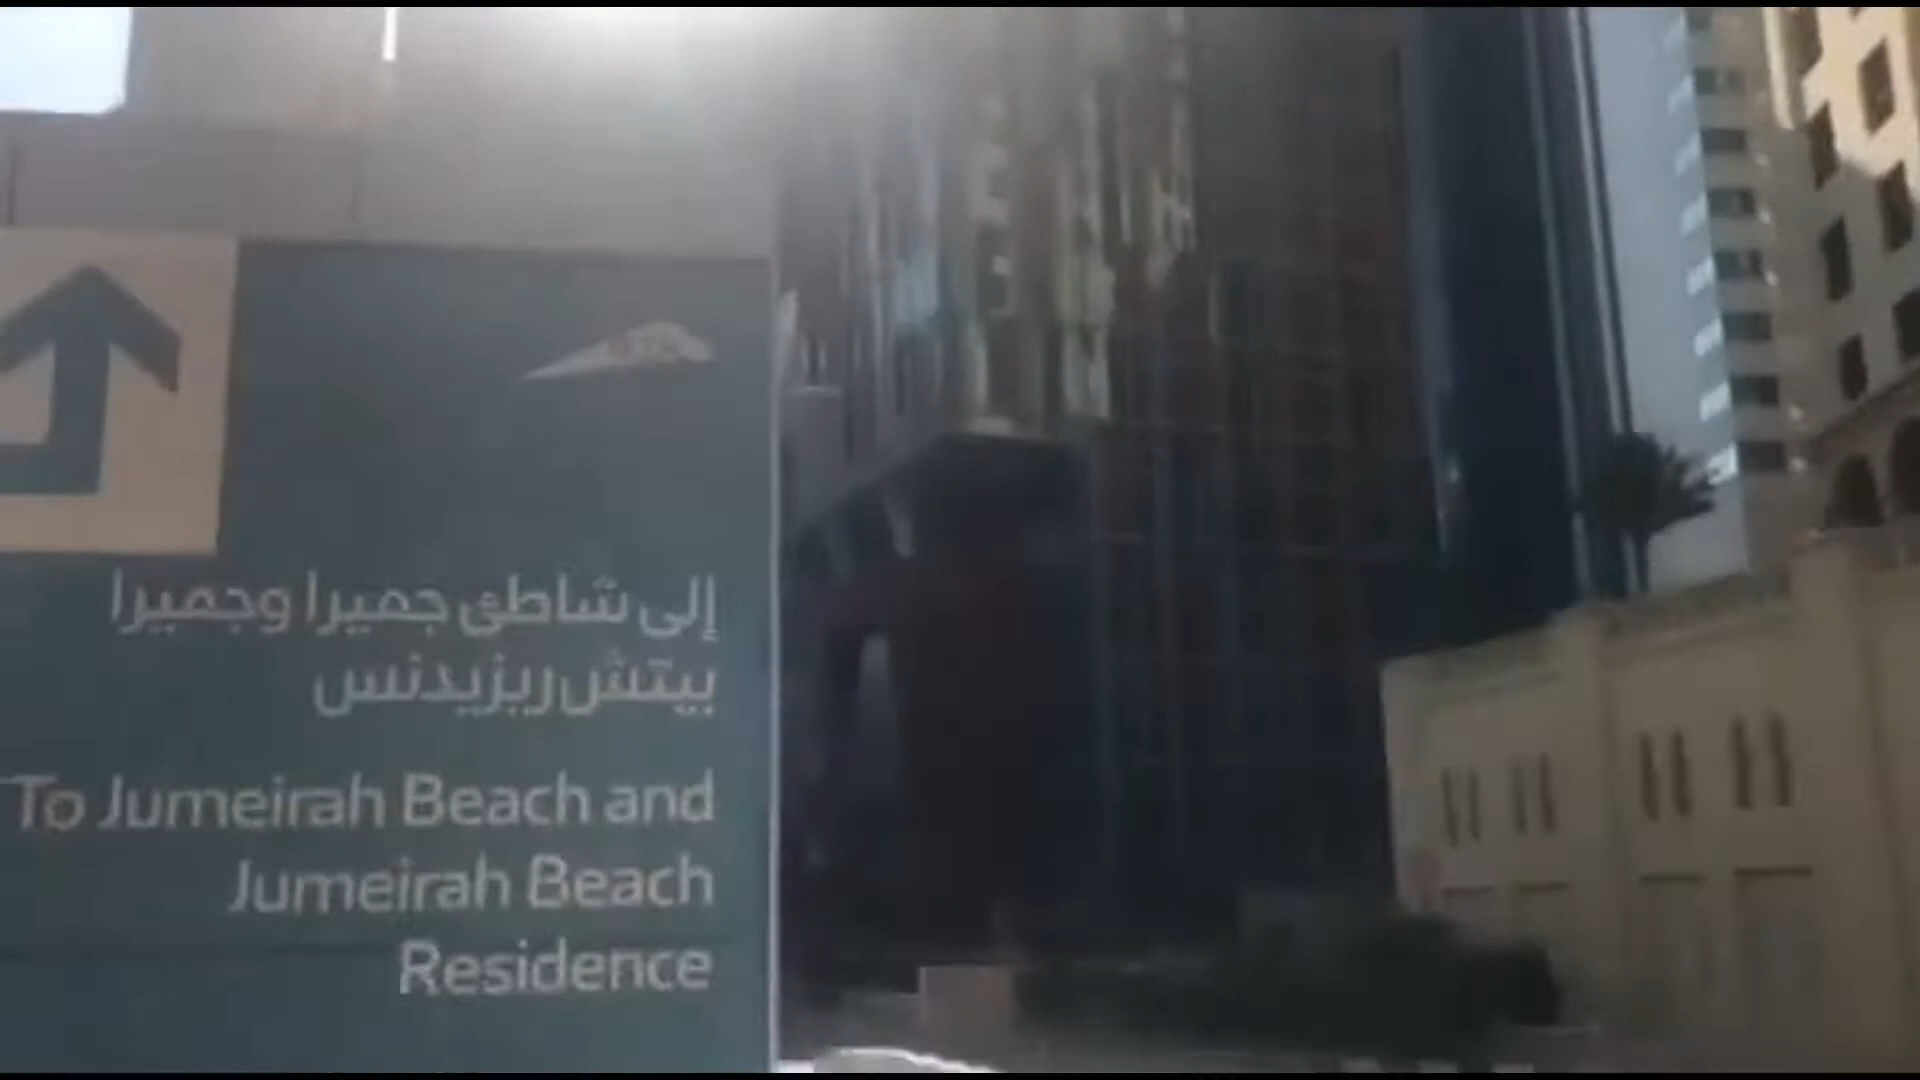 إلى شاطئ جميرا وجميرا
بيتش ريزيدنس
To Jumeirah Beach and
Jumeirah Beach
Residence